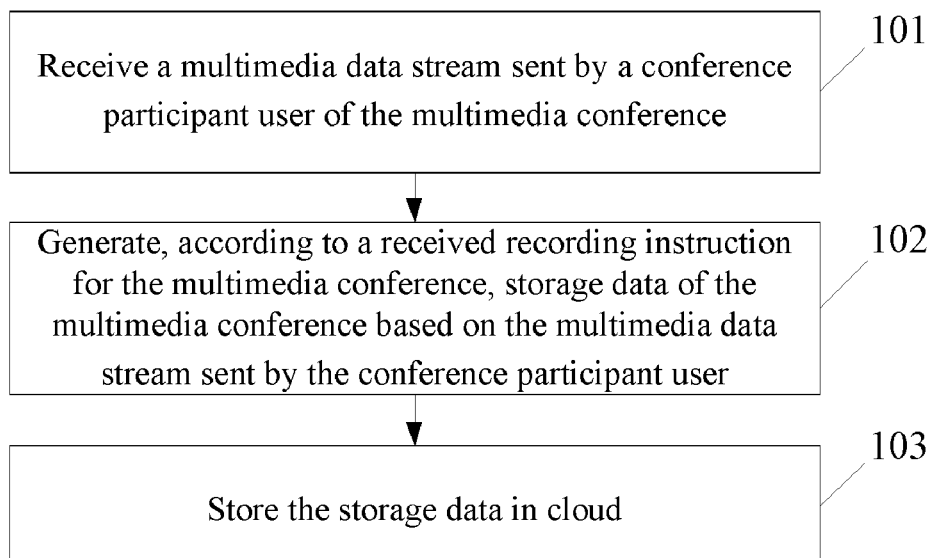 101
Receive a multimedia data stream sent by a conference
participant user of the multimedia conference
102
Generate, according to a received recording instruction
for the multimedia conference, storage data of the
multimedia conference based on the multimedia data
stream sent by the conference participant user
103
Store the storage data in cloud